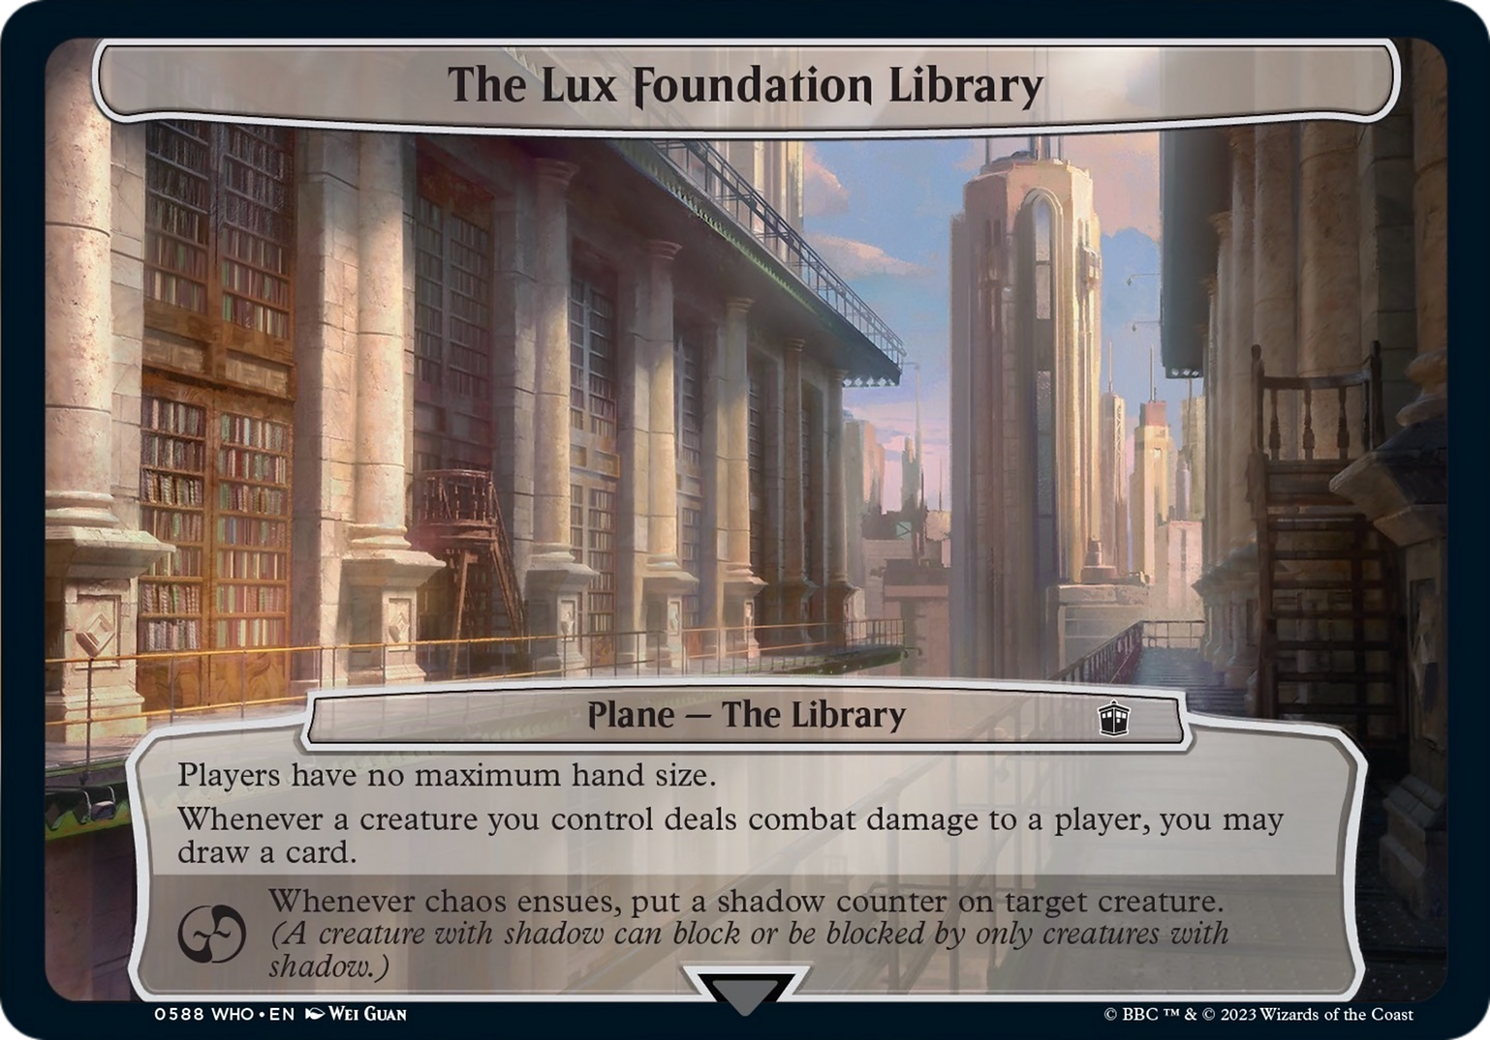 The Lux Foundation Library
Plane — The Library
Players have no maximum hand size.
Whenever a creature you control deals combat damage to a player, you may
draw a card.
Whenever chaos ensues, put a shadow counter on target creature.
(A creature with shadow can block or be blocked by only creatures with
shadow.)
0588 WHO • EN Wei Guan
© BBC ™ & © 2023 Wizards of the Coast